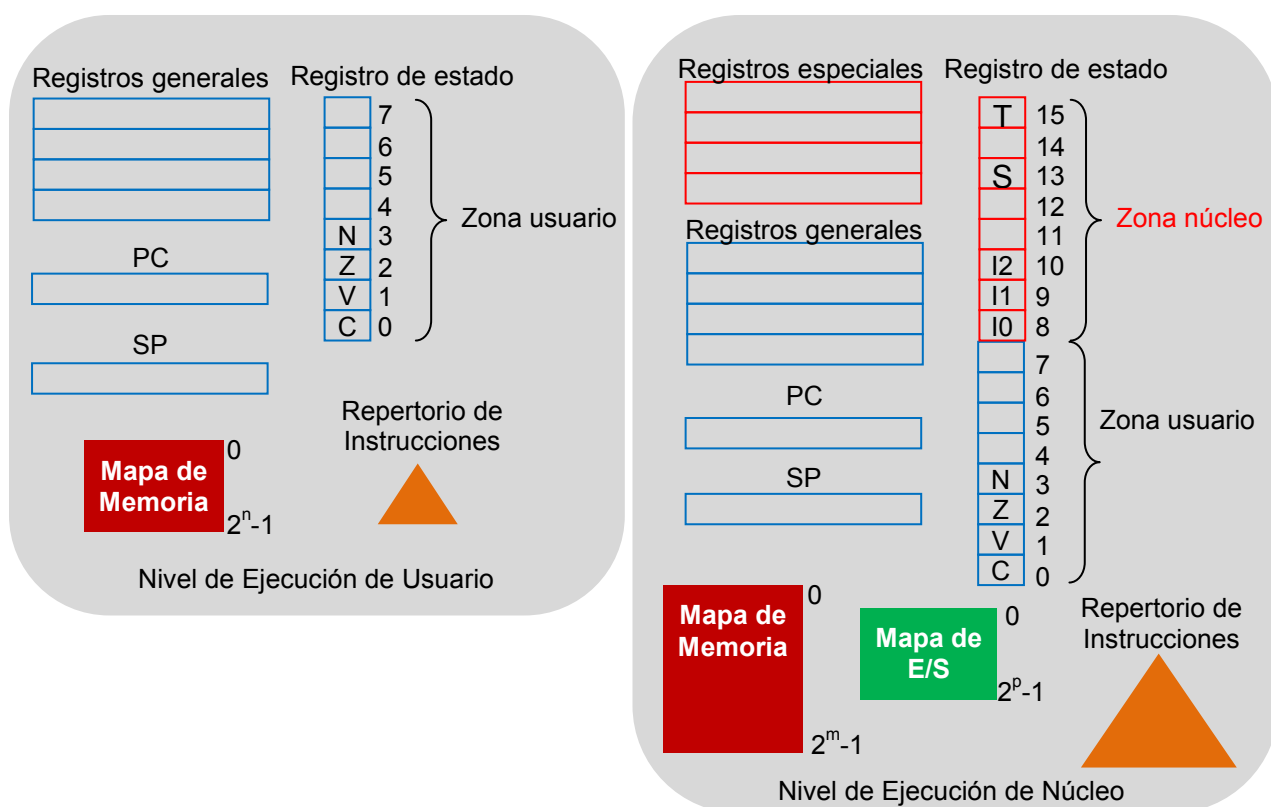 Registros generales
Registro de estado
7
6
5
4
N 3
Z 2
V 1
C 0
Zona usuario
PC
SP
Repertorio de
Instrucciones
Mapa de
Memoria
0
2ⁿ-1
Nivel de Ejecución de Usuario
Registros especiales
Registro de estado
T 15
14
S 13
12
11
I2 10
I1 9
I0 8
Zona núcleo
Registros generales
7
6
5
4
N 3
Z 2
V 1
C 0
Zona usuario
PC
SP
Mapa de
Memoria
0
2ᵐ-1
Mapa de
E/S
0
2ᵖ-1
Repertorio de
Instrucciones
Nivel de Ejecución de Núcleo